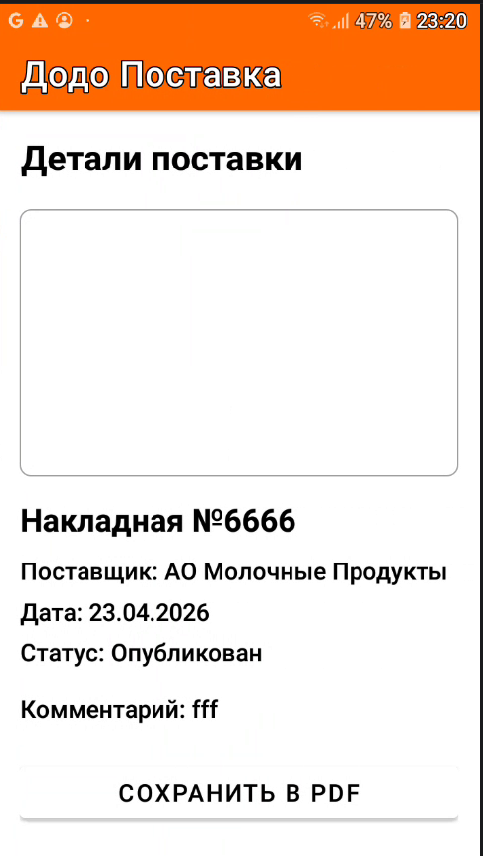 47% 23:20
Додо Поставка
Детали поставки
Накладная №6666
Поставщик: АО Молочные Продукты
Дата: 23.04.2026
Статус: Опубликован
Комментарий: fff
СОХРАНИТЬ В PDF